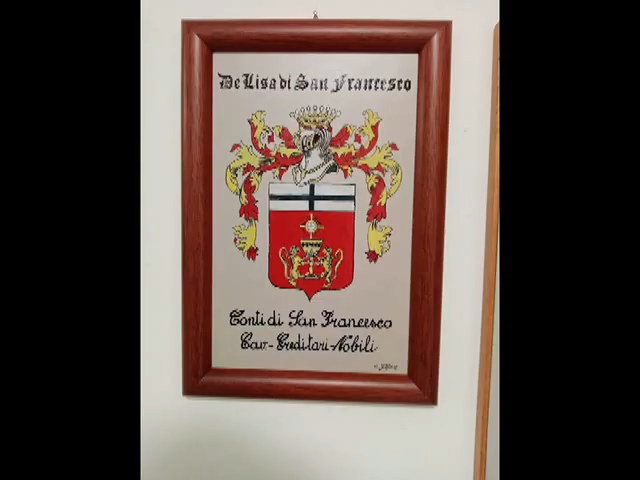 De Lisa di San Francesco
Conti di San Francesco
Cav - Ereditari - Nobili